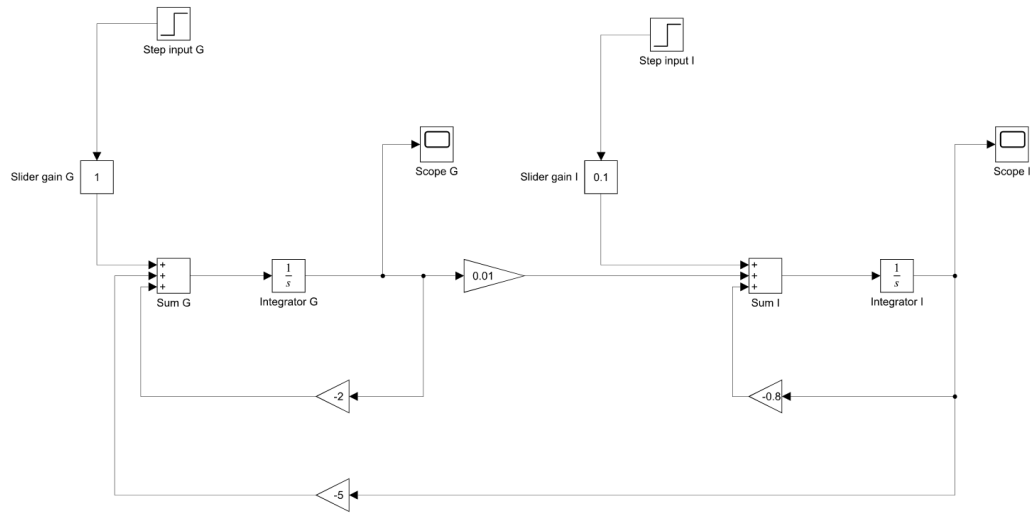 Step input G
Step input I
Scope G
Scope I
Slider gain G
1
Slider gain I
0.1
+
+
+
Sum G
1
s
Integrator G
0.01
+
+
+
Sum I
1
s
Integrator I
-2
-0.8
-5